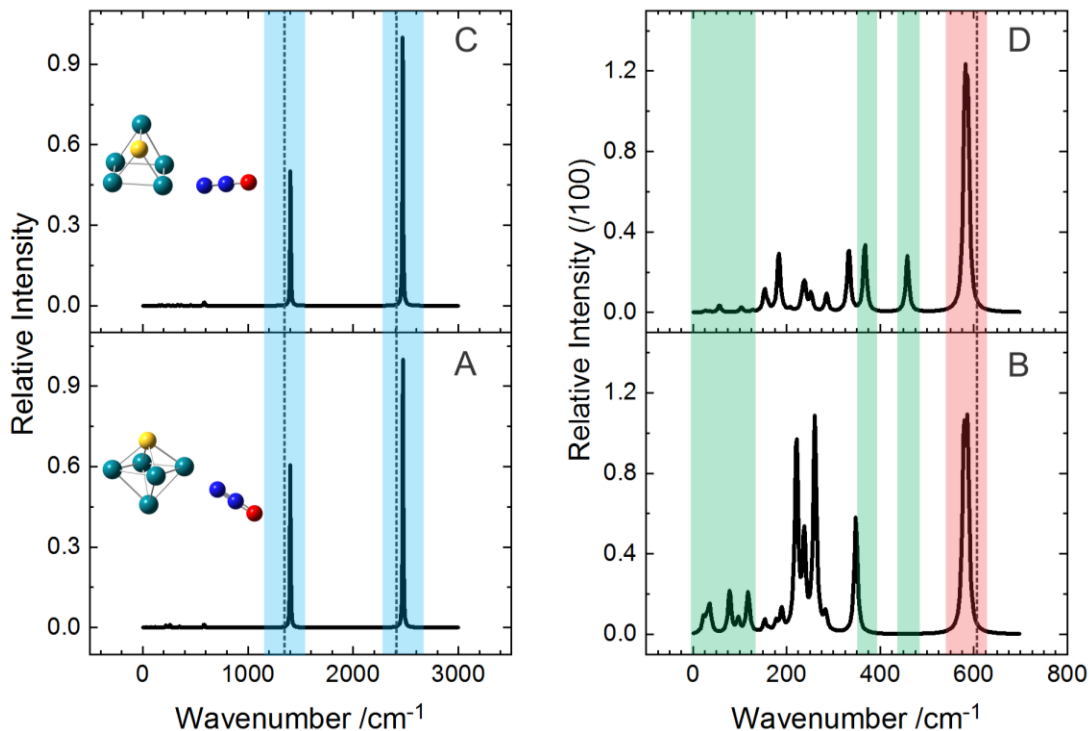 C
0.9
0.6
0.3
0.0
A
0.9
0.6
0.3
0.0
0 1000 2000 3000
Relative Intensity
Wavenumber /cm⁻¹
D
1.2
0.8
0.4
0.0
B
1.2
0.8
0.4
0.0
0 200 400 600 800
Relative Intensity (/100)
Wavenumber /cm⁻¹